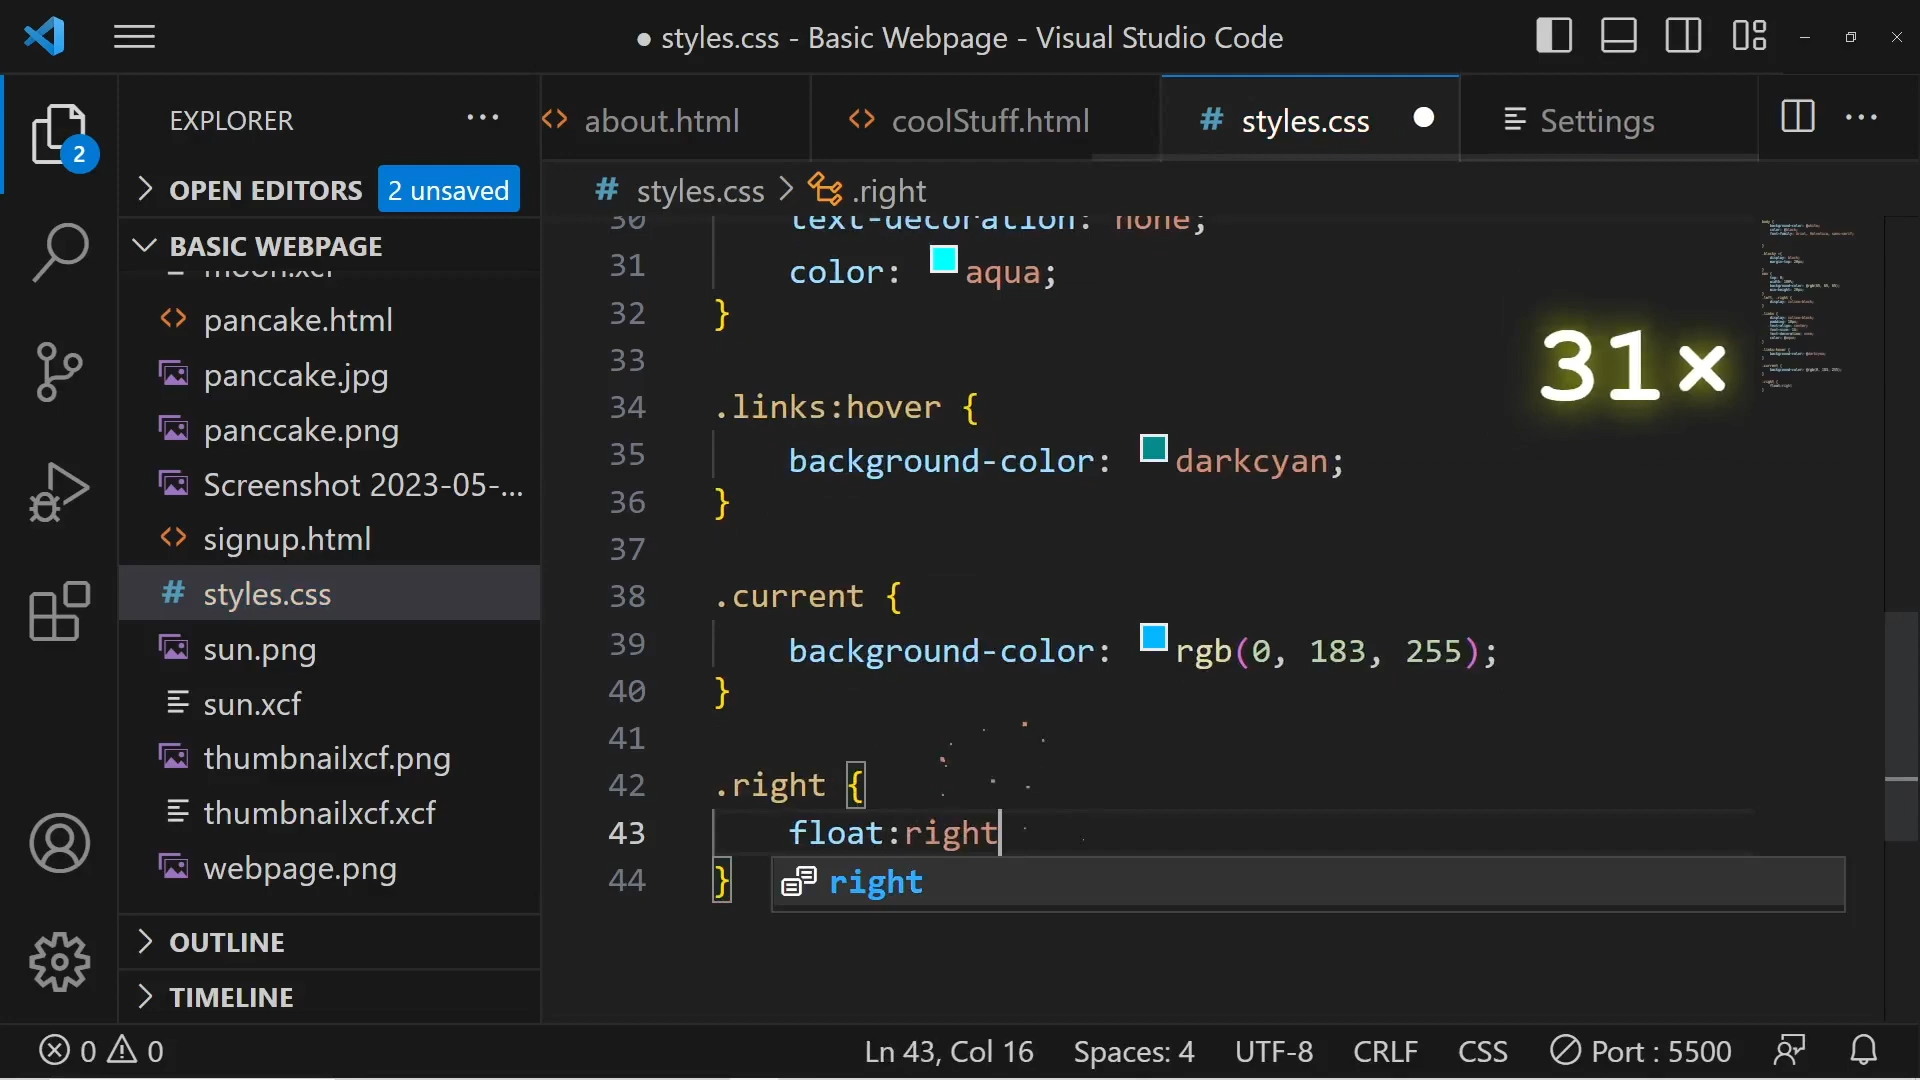 ● styles.css - Basic Webpage - Visual Studio Code
EXPLORER
about.html
coolStuff.html
# styles.css
Settings
2
OPEN EDITORS 2 unsaved
# styles.css > .right
BASIC WEBPAGE
moon.xcf
pancake.html
panccake.jpg
panccake.png
Screenshot 2023-05-...
signup.html
# styles.css
sun.png
sun.xcf
thumbnailxcf.png
thumbnailxcf.xcf
webpage.png
OUTLINE
TIMELINE
30 text-decoration: none;
31 color: aqua;
32 }
33
34 .links:hover {
35 background-color: darkcyan;
36 }
37
38 .current {
39 background-color: rgb(0, 183, 255);
40 }
41
42 .right {
43 float:right
44 }
right
31×
0 0
Ln 43, Col 16
Spaces: 4
UTF-8
CRLF
CSS
Port : 5500